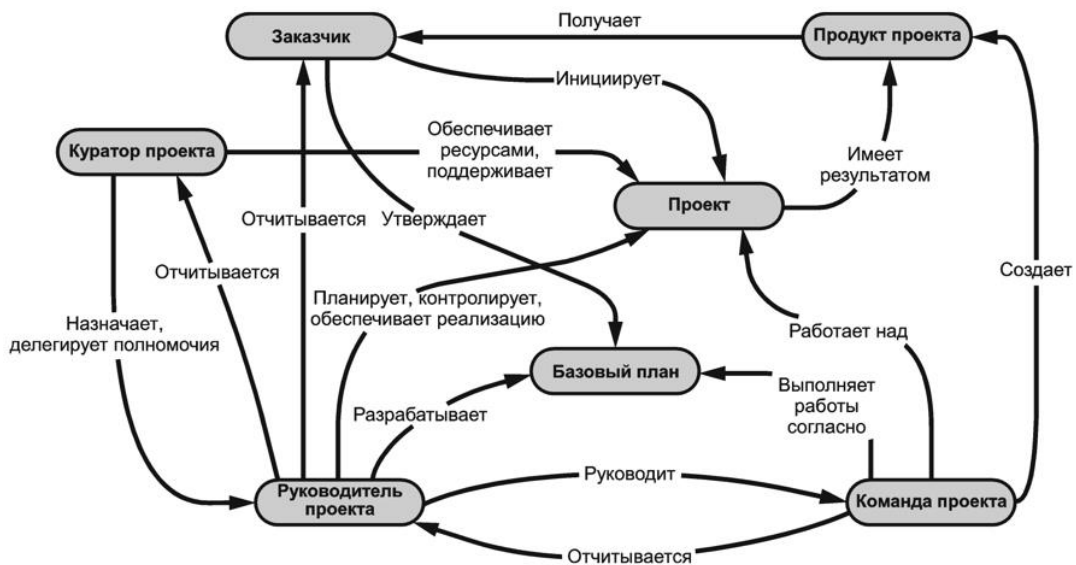 Получает
Заказчик
Продукт проекта
Инициирует
Куратор проекта
Обеспечивает
ресурсами,
поддерживает
Имеет
результатом
Проект
Отчитывается
Утверждает
Отчитывается
Создает
Планирует, контролирует,
обеспечивает реализацию
Назначает,
делегирует полномочия
Работает над
Базовый план
Выполняет
работы
согласно
Разрабатывает
Руководит
Руководитель
проекта
Команда проекта
Отчитывается